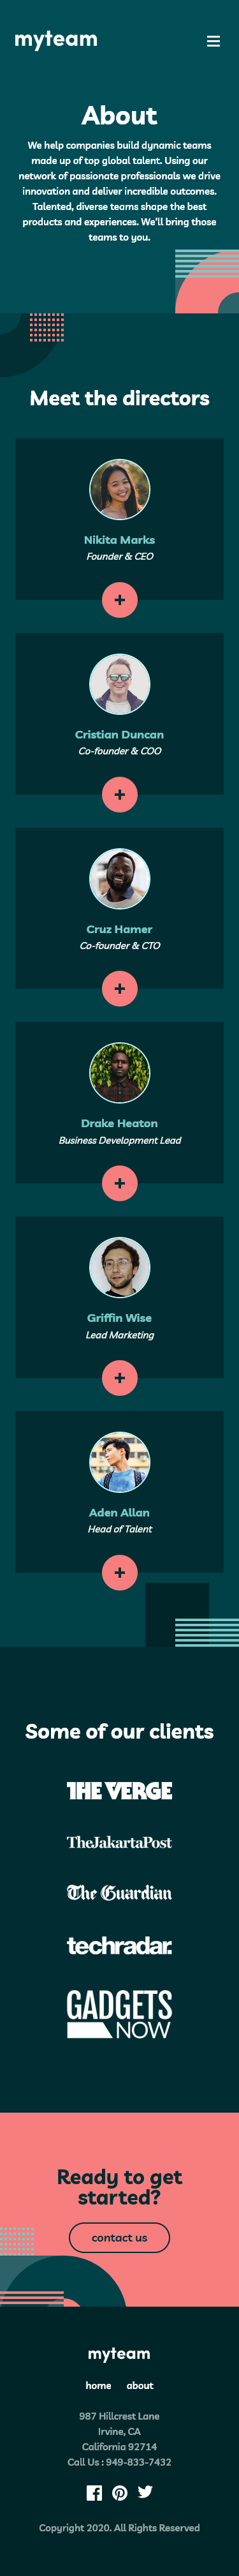 myteam
About
We help companies build dynamic teams
made up of top global talent. Using our
network of passionate professionals we drive
innovation and deliver incredible outcomes.
Talented, diverse teams shape the best
products and experiences. We'll bring those
teams to you.
Meet the directors
Nikita Marks
Founder & CEO
+
Cristian Duncan
Co-founder & COO
+
Cruz Hamer
Co-founder & CTO
+
Drake Heaton
Business Development Lead
+
Griffin Wise
Lead Marketing
+
Aden Allan
Head of Talent
+
Some of our clients
THE VERGE
TheJakartaPost
The Guardian
techradar.
GADGETS
NOW
Ready to get
started?
contact us
myteam
home about
987 Hillcrest Lane
Irvine, CA
California 92714
Call Us : 949-833-7432
Copyright 2020. All Rights Reserved